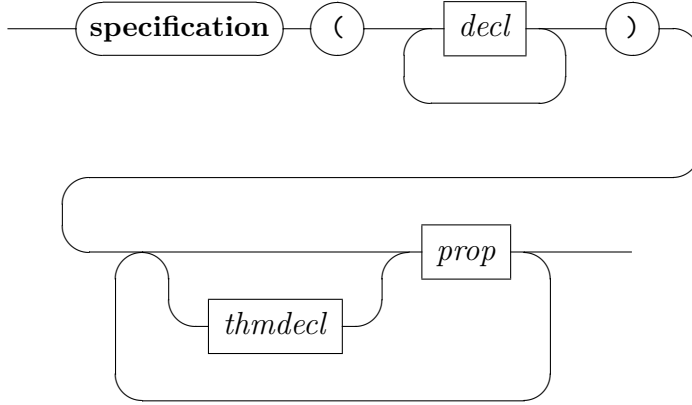 specification ( decl )
prop
thmdecl